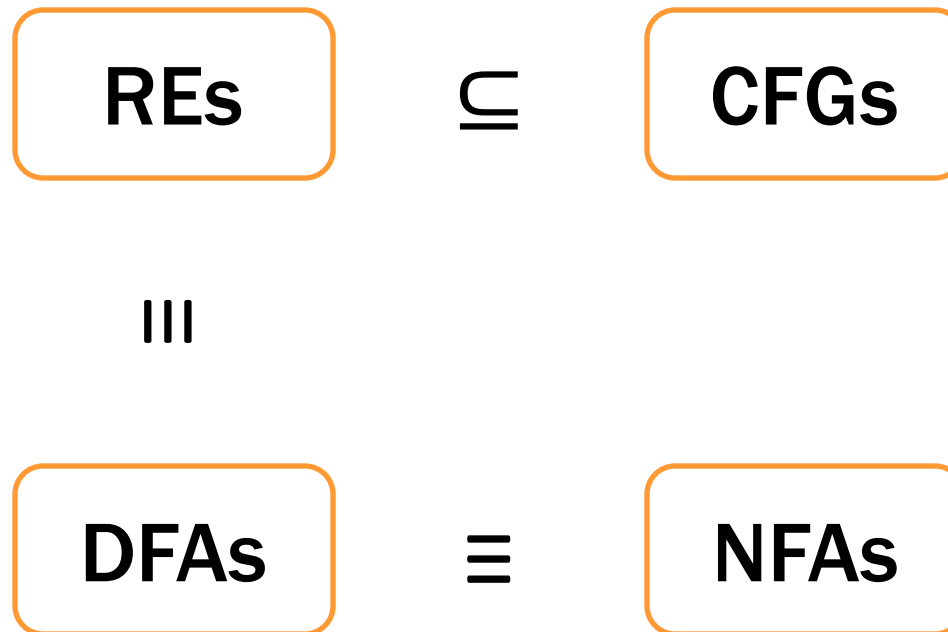 REs ⊆ CFGs
≡
DFAs ≡ NFAs